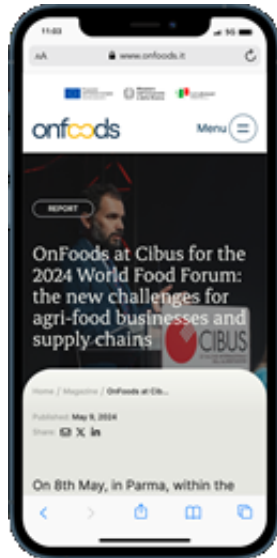 11:03
5G
AA
www.onfoods.it
onfoods
Menu
REPORT
OnFoods at Cibus for the
2024 World Food Forum:
the new challenges for
agri-food businesses and
supply chains
CIBUS
Home / Magazine / OnFoods at Cib...
Published: May 9, 2024
Share:
On 8th May, in Parma, within the